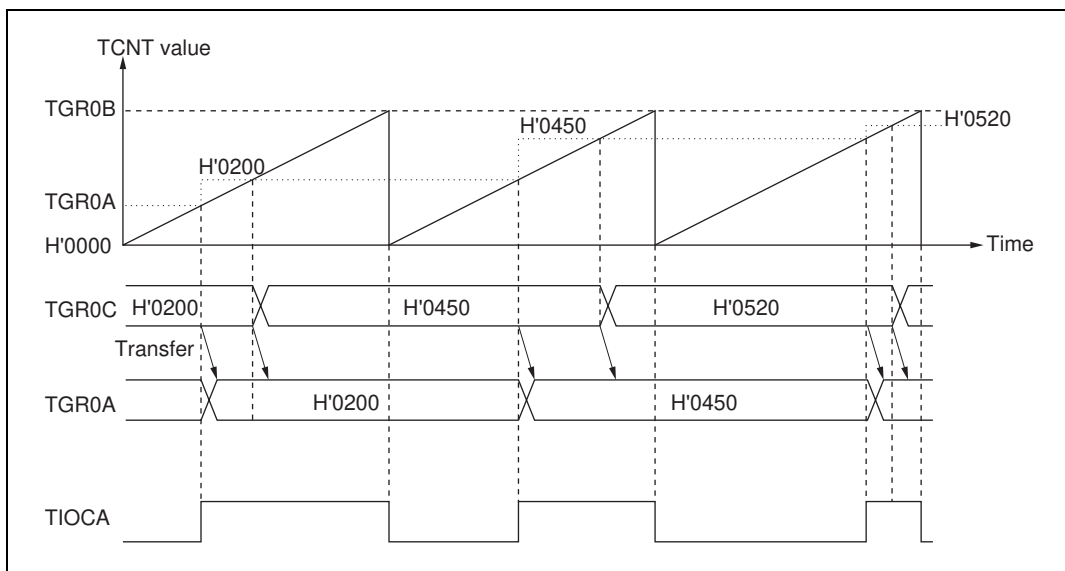 TCNT value
TGR0B
H'0520
H'0450
H'0200
TGR0A
H'0000
Time
TGR0C
H'0200
H'0450
H'0520
Transfer
TGR0A
H'0200
H'0450
TIOCA